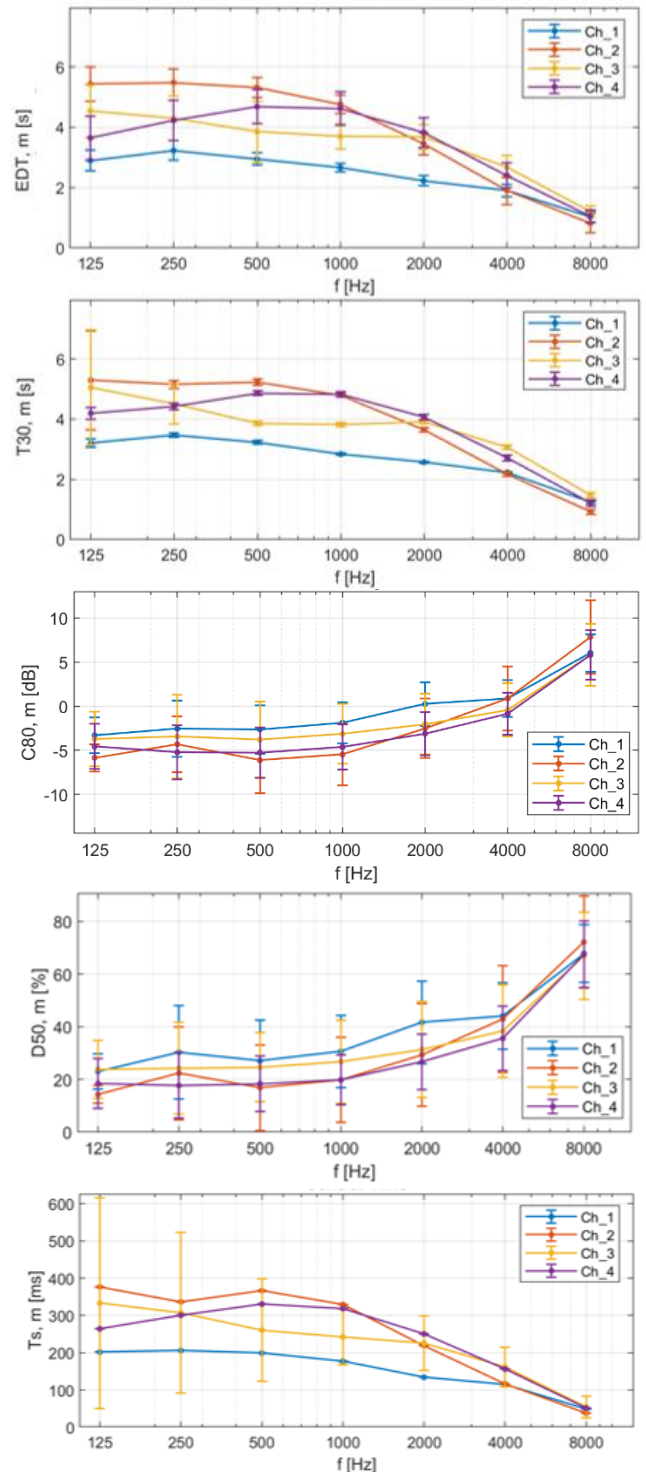 EDT, m [s]
6
4
2
0
Ch_1
Ch_2
Ch_3
Ch_4
125 250 500 1000 2000 4000 8000
f [Hz]
T30, m [s]
6
4
2
0
Ch_1
Ch_2
Ch_3
Ch_4
125 250 500 1000 2000 4000 8000
f [Hz]
C80, m [dB]
10
5
0
-5
-10
Ch_1
Ch_2
Ch_3
Ch_4
125 250 500 1000 2000 4000 8000
f [Hz]
D50, m [%]
80
60
40
20
0
Ch_1
Ch_2
Ch_3
Ch_4
125 250 500 1000 2000 4000 8000
f [Hz]
Ts, m [ms]
600
500
400
300
200
100
0
Ch_1
Ch_2
Ch_3
Ch_4
125 250 500 1000 2000 4000 8000
f [Hz]